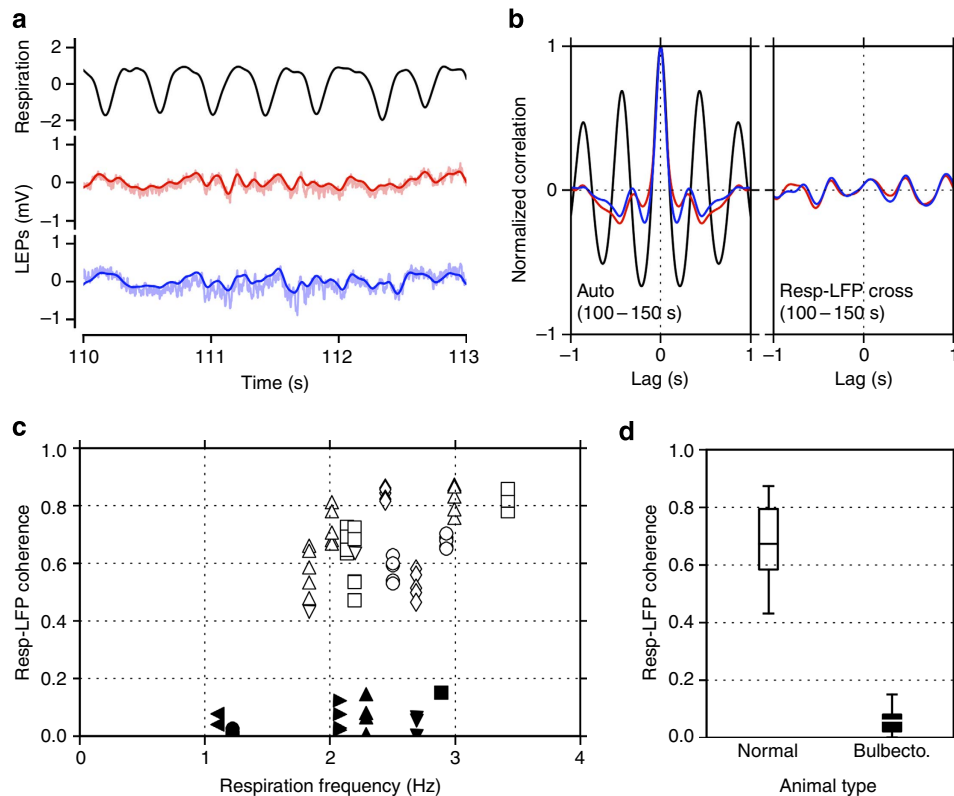 a
Respiration
2
0
−2
LEPs (mV)
1
0
−1
1
0
−1
110
111
112
113
Time (s)
b
Normalized correlation
1
0
−1
Auto
(100 – 150 s)
−1
0
1
Lag (s)
Resp-LFP cross
(100 – 150 s)
−1
0
1
Lag (s)
c
Resp-LFP coherence
1.0
0.8
0.6
0.4
0.2
0.0
0
1
2
3
4
Respiration frequency (Hz)
d
Resp-LFP coherence
1.0
0.8
0.6
0.4
0.2
0.0
Normal
Bulbecto.
Animal type